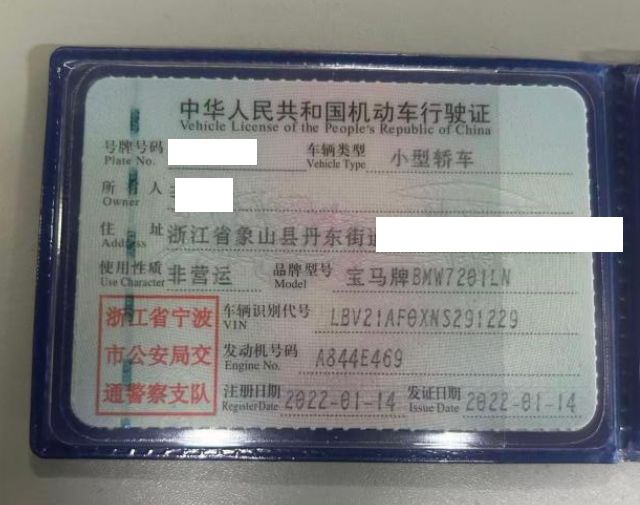 中华人民共和国机动车行驶证
Vehicle License of the People's Republic of China
号牌号码 车辆类型 小型轿车
Plate No. Vehicle Type
所有人
Owner
住址 浙江省象山县丹东街
Address
使用性质 非营运 品牌型号 宝马牌BMW7201LN
Use Character Model
浙江省宁波
市公安局交
通警察支队
车辆识别代号 LBV21AF0XNS291229
VIN
发动机号码 A844E469
Engine No.
注册日期 2022-01-14 发证日期 2022-01-14
Register Date Issue Date